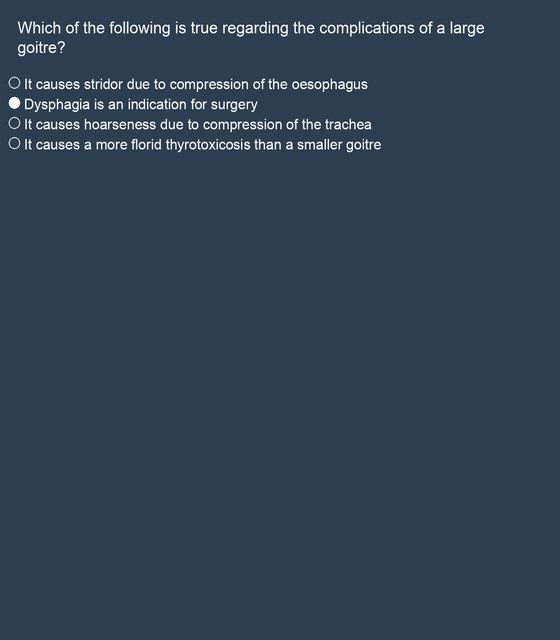 Which of the following is true regarding the complications of a large
goitre?
It causes stridor due to compression of the oesophagus
Dysphagia is an indication for surgery
It causes hoarseness due to compression of the trachea
It causes a more florid thyrotoxicosis than a smaller goitre